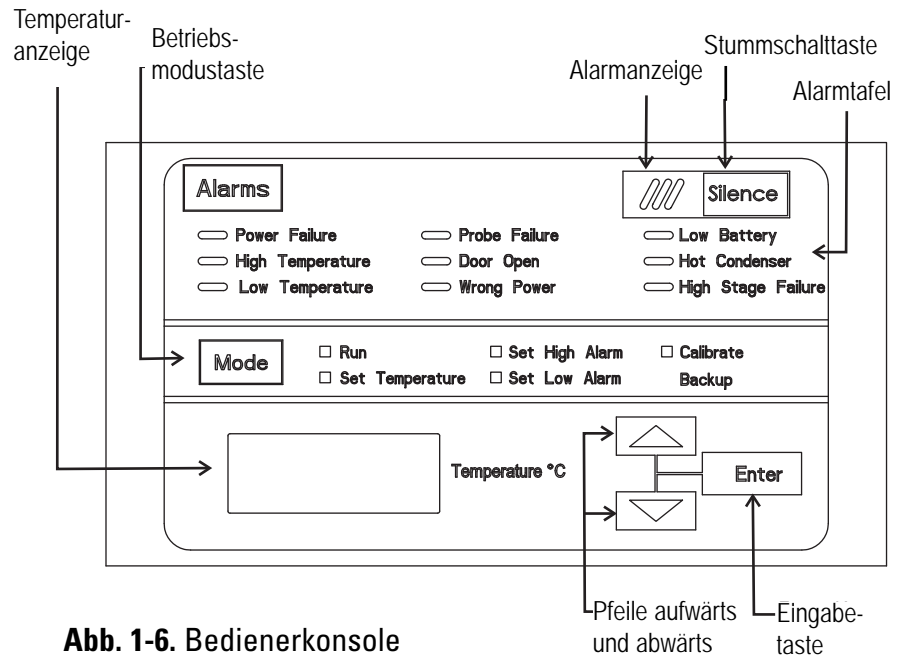 Temperatur-
anzeige
Betriebs-
modustaste
Alarmanzeige
Stummschalttaste
Alarmtafel
Alarms
Silence
Power Failure
Probe Failure
Low Battery
High Temperature
Door Open
Hot Condenser
Low Temperature
Wrong Power
High Stage Failure
Mode
Run
Set High Alarm
Calibrate
Set Temperature
Set Low Alarm
Backup
Temperature °C
Enter
Pfeile aufwärts
und abwärts
Eingabe-
taste
Abb. 1-6. Bedienerkonsole